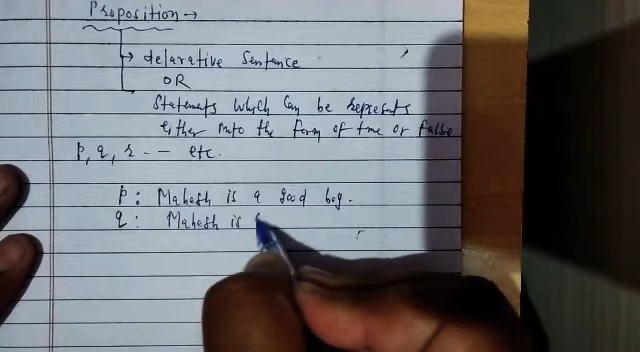 Proposition →
→ delarative Sentence
OR
Statemets which can be represents
either into the form of true or false
p, q, r - - etc.
p : Mahesh is a good boy.
q : Mahesh is